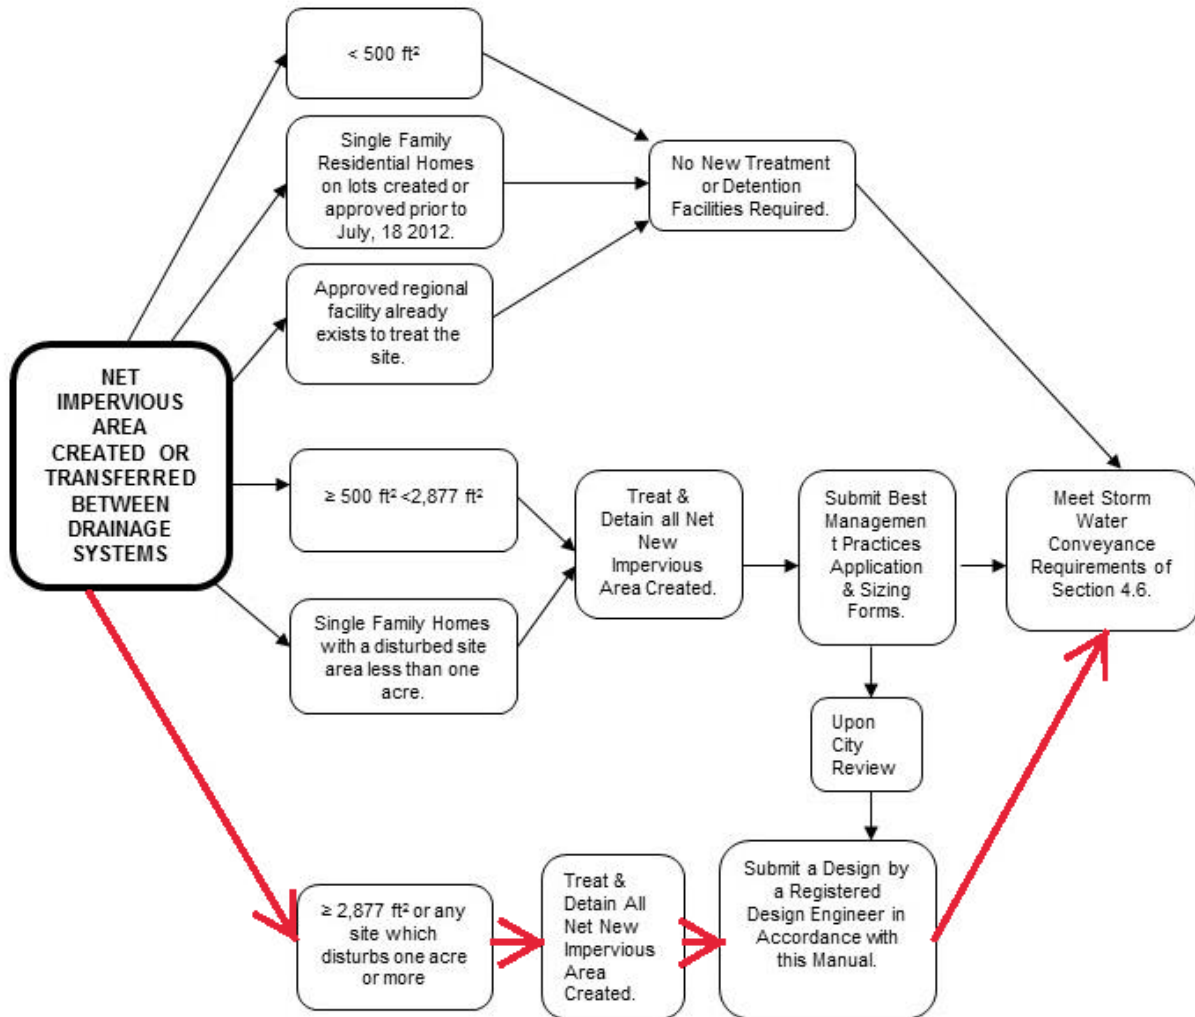 < 500 ft²
Single Family
Residential Homes
on lots created or
approved prior to
July, 18 2012.
No New Treatment
or Detention
Facilities Required.
Approved regional
facility already
exists to treat the
site.
NET
IMPERVIOUS
AREA
CREATED OR
TRANSFERRED
BETWEEN
DRAINAGE
SYSTEMS
≥ 500 ft² <2,877 ft²
Treat &
Detain all Net
New
Impervious
Area Created.
Submit Best
Managemen
t Practices
Application
& Sizing
Forms.
Meet Storm
Water
Conveyance
Requirements of
Section 4.6.
Single Family Homes
with a disturbed site
area less than one
acre.
Upon
City
Review
≥ 2,877 ft² or any
site which
disturbs one acre
or more
Treat &
Detain All
Net New
Impervious
Area
Created.
Submit a Design by
a Registered
Design Engineer in
Accordance with
this Manual.